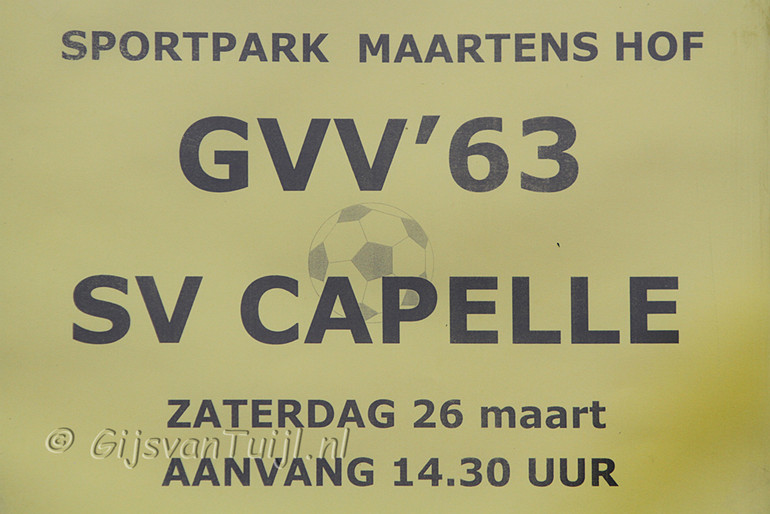 SPORTPARK MAARTENS HOF
GVV'63
SV CAPELLE
ZATERDAG 26 maart
© GijsvanTuijl.nl
AANVANG 14.30 UUR